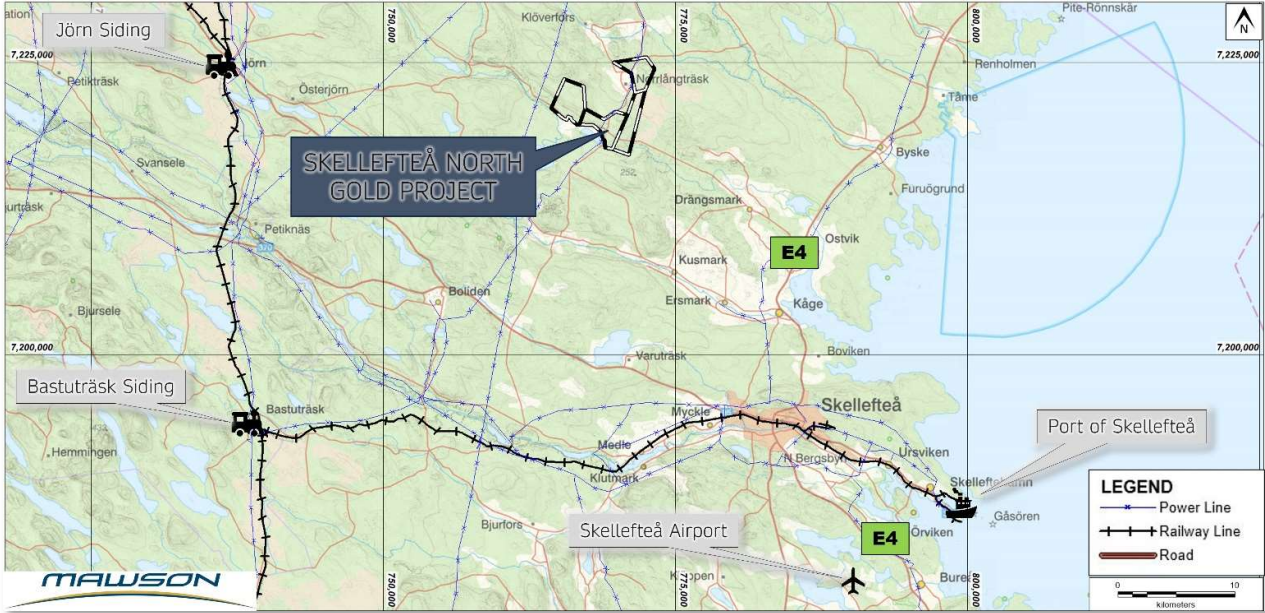 Jörn Siding
750,000
775,000
800,000
Pite-Rönnskär
N
Klöverfors
7,225,000
7,225,000
Jörn
Petikträsk
Österjörn
Norrlångträsk
Renholmen
Tåme
SKELLEFTEÅ NORTH
GOLD PROJECT
252
Byske
Svansele
Furuögrund
Drängsmark
Petiknäs
Ostvik
E4
370
Kusmark
Boliden
Ersmark
Kåge
Bjursele
7,200,000
7,200,000
Varuträsk
Boviken
Bastuträsk Siding
Bastuträsk
Skellefteå
Myckle
Port of Skellefteå
Hemmingen
Medle
N Bergsby
Ursviken
Klutmark
LEGEND
Power Line
Railway Line
Road
Bjurfors
Skellefteå Airport
E4
Örviken
Gåsören
MAWSON
750,000
775,000
800,000
0 10
kilometers